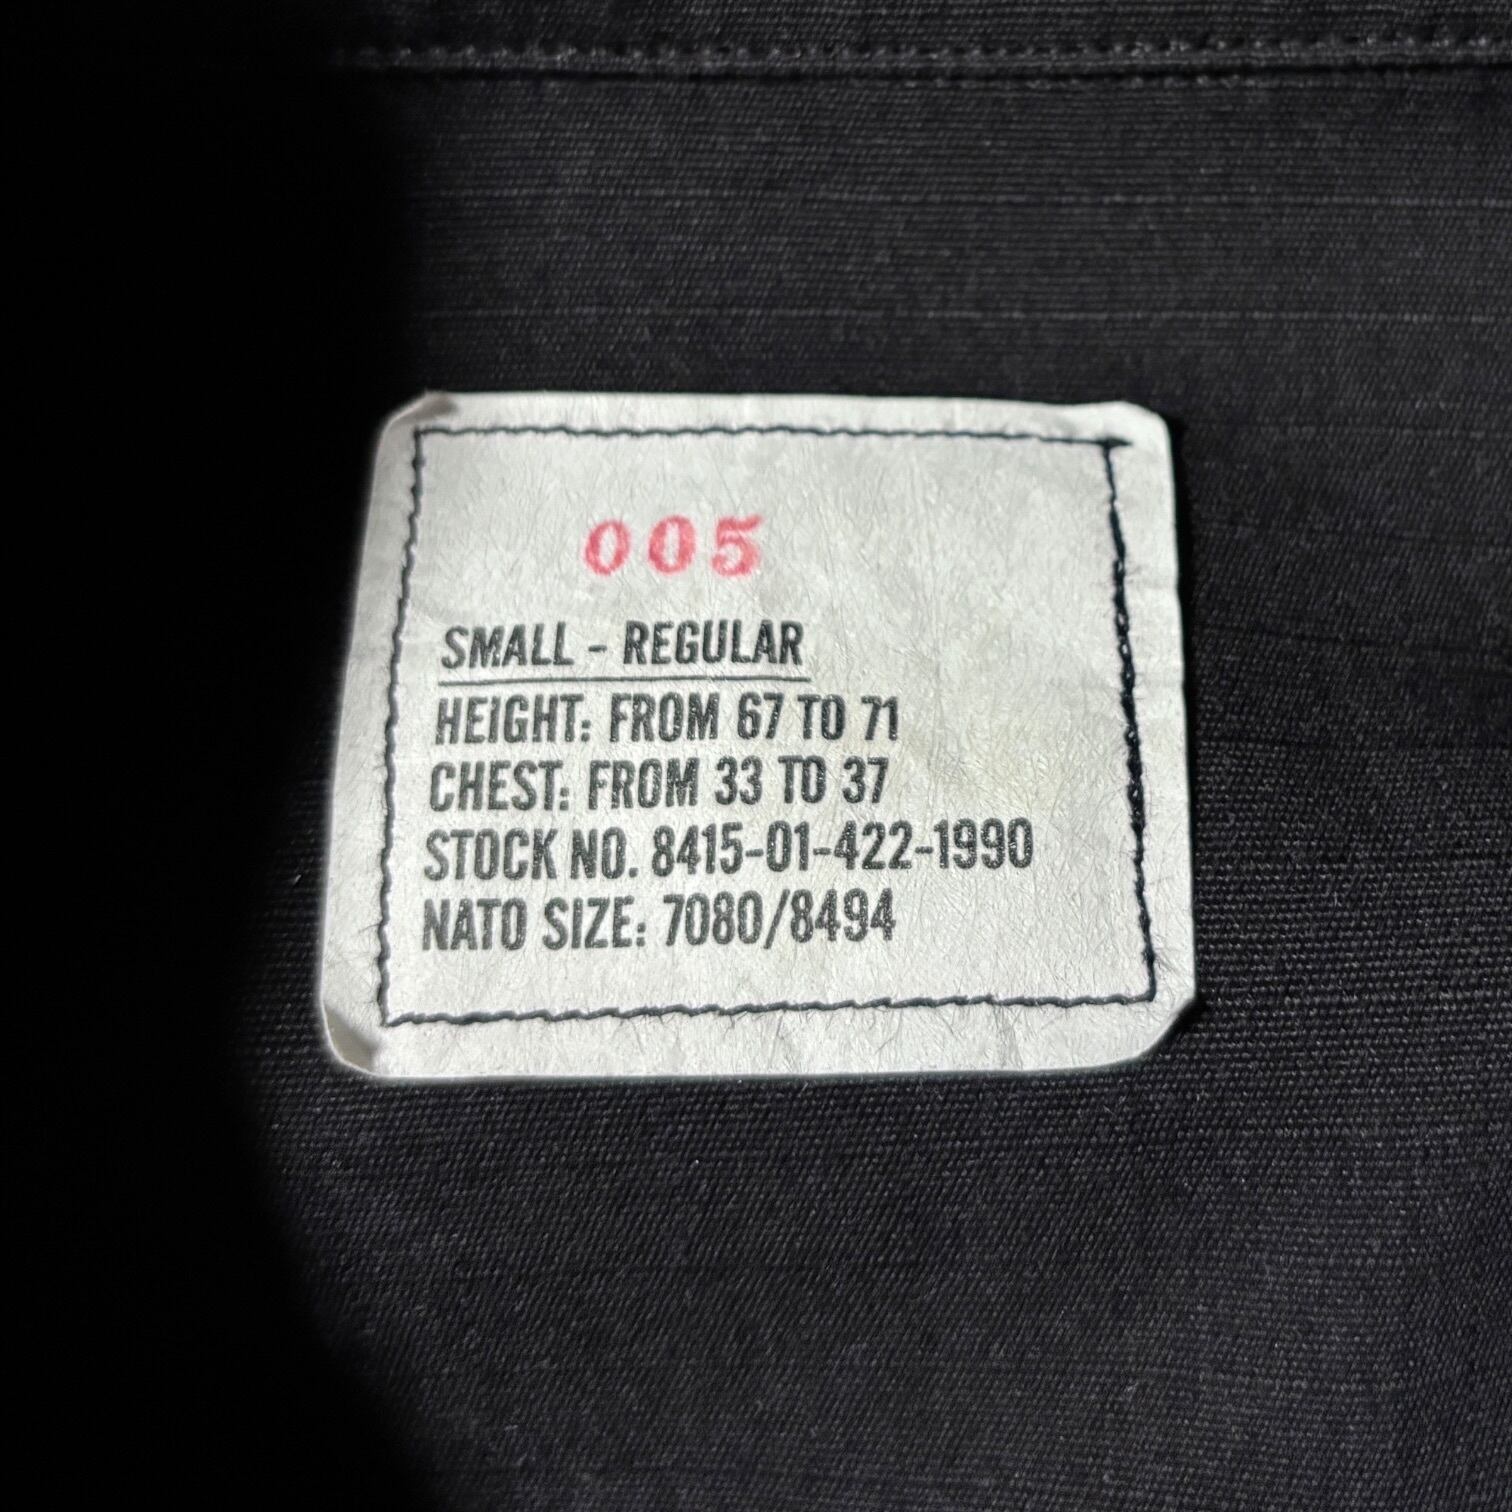 005
SMALL - REGULAR
HEIGHT: FROM 67 TO 71
CHEST: FROM 33 TO 37
STOCK NO. 8415-01-422-1990
NATO SIZE: 7080/8494